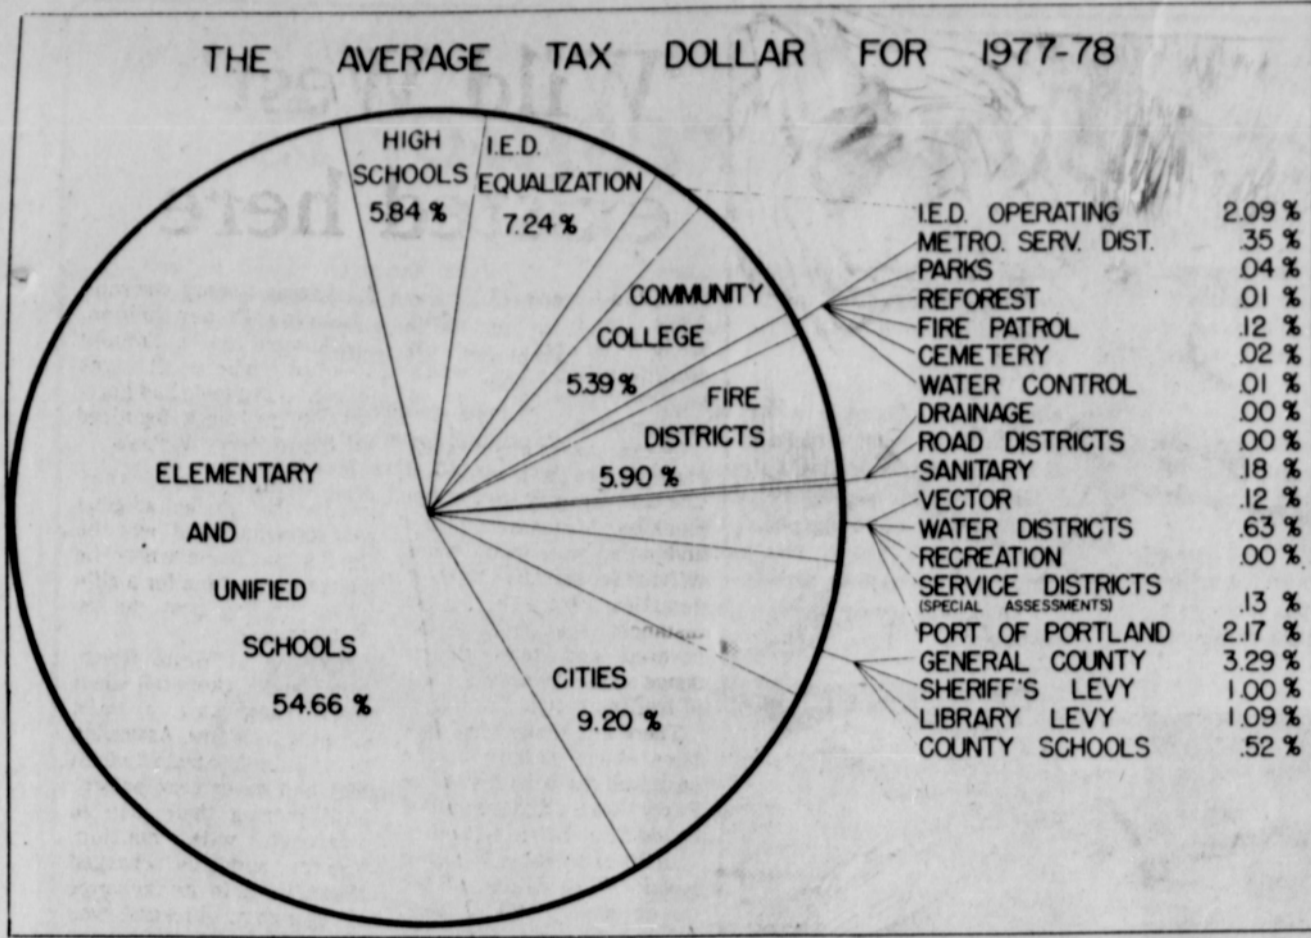 THE AVERAGE TAX DOLLAR FOR 1977-78
HIGH
SCHOOLS
5.84 %
I.E.D.
EQUALIZATION
7.24 %
COMMUNITY
COLLEGE
5.39 %
FIRE
DISTRICTS
5.90 %
ELEMENTARY
AND
UNIFIED
SCHOOLS
54.66 %
CITIES
9.20 %
I.E.D. OPERATING 2.09 %
METRO. SERV. DIST. .35 %
PARKS .04 %
REFOREST .01 %
FIRE PATROL .12 %
CEMETERY .02 %
WATER CONTROL .01 %
DRAINAGE .00 %
ROAD DISTRICTS .00 %
SANITARY .18 %
VECTOR .12 %
WATER DISTRICTS .63 %
RECREATION .00 %
SERVICE DISTRICTS
(SPECIAL ASSESSMENTS) .13 %
PORT OF PORTLAND 2.17 %
GENERAL COUNTY 3.29 %
SHERIFF'S LEVY 1.00 %
LIBRARY LEVY 1.09 %
COUNTY SCHOOLS .52 %